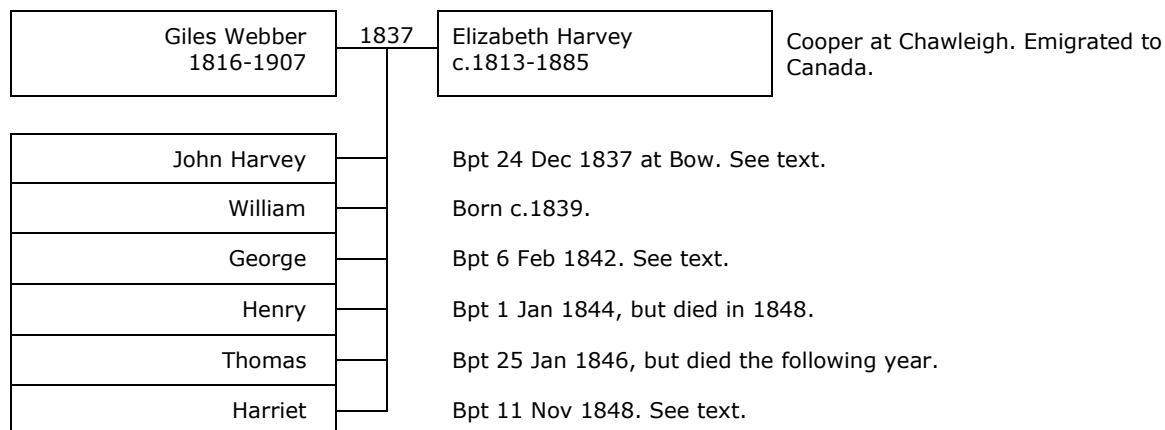 Giles Webber
1816-1907
1837
Elizabeth Harvey
c.1813-1885
Cooper at Chawleigh. Emigrated to
Canada.
John Harvey
Bpt 24 Dec 1837 at Bow. See text.
William
Born c.1839.
George
Bpt 6 Feb 1842. See text.
Henry
Bpt 1 Jan 1844, but died in 1848.
Thomas
Bpt 25 Jan 1846, but died the following year.
Harriet
Bpt 11 Nov 1848. See text.